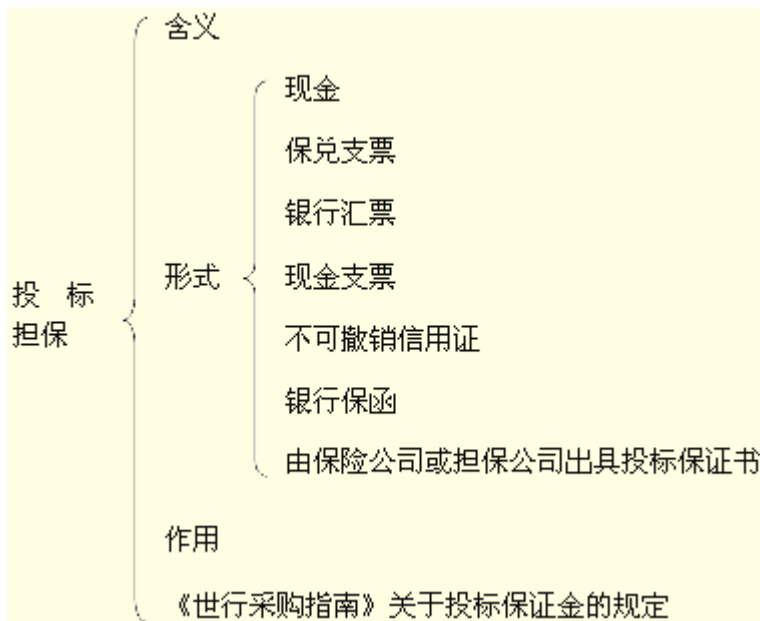 投 标
担保
含义
形式
现金
保兑支票
银行汇票
现金支票
不可撤销信用证
银行保函
由保险公司或担保公司出具投标保证书
作用
《世行采购指南》关于投标保证金的规定